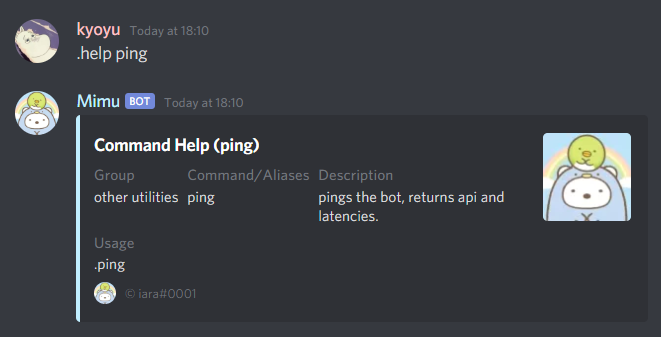 kyoyu Today at 18:10
.help ping
Mimu BOT Today at 18:10
Command Help (ping)
Group Command/Aliases Description
other utilities ping pings the bot, returns api and
latencies.
Usage
.ping
© iara#0001